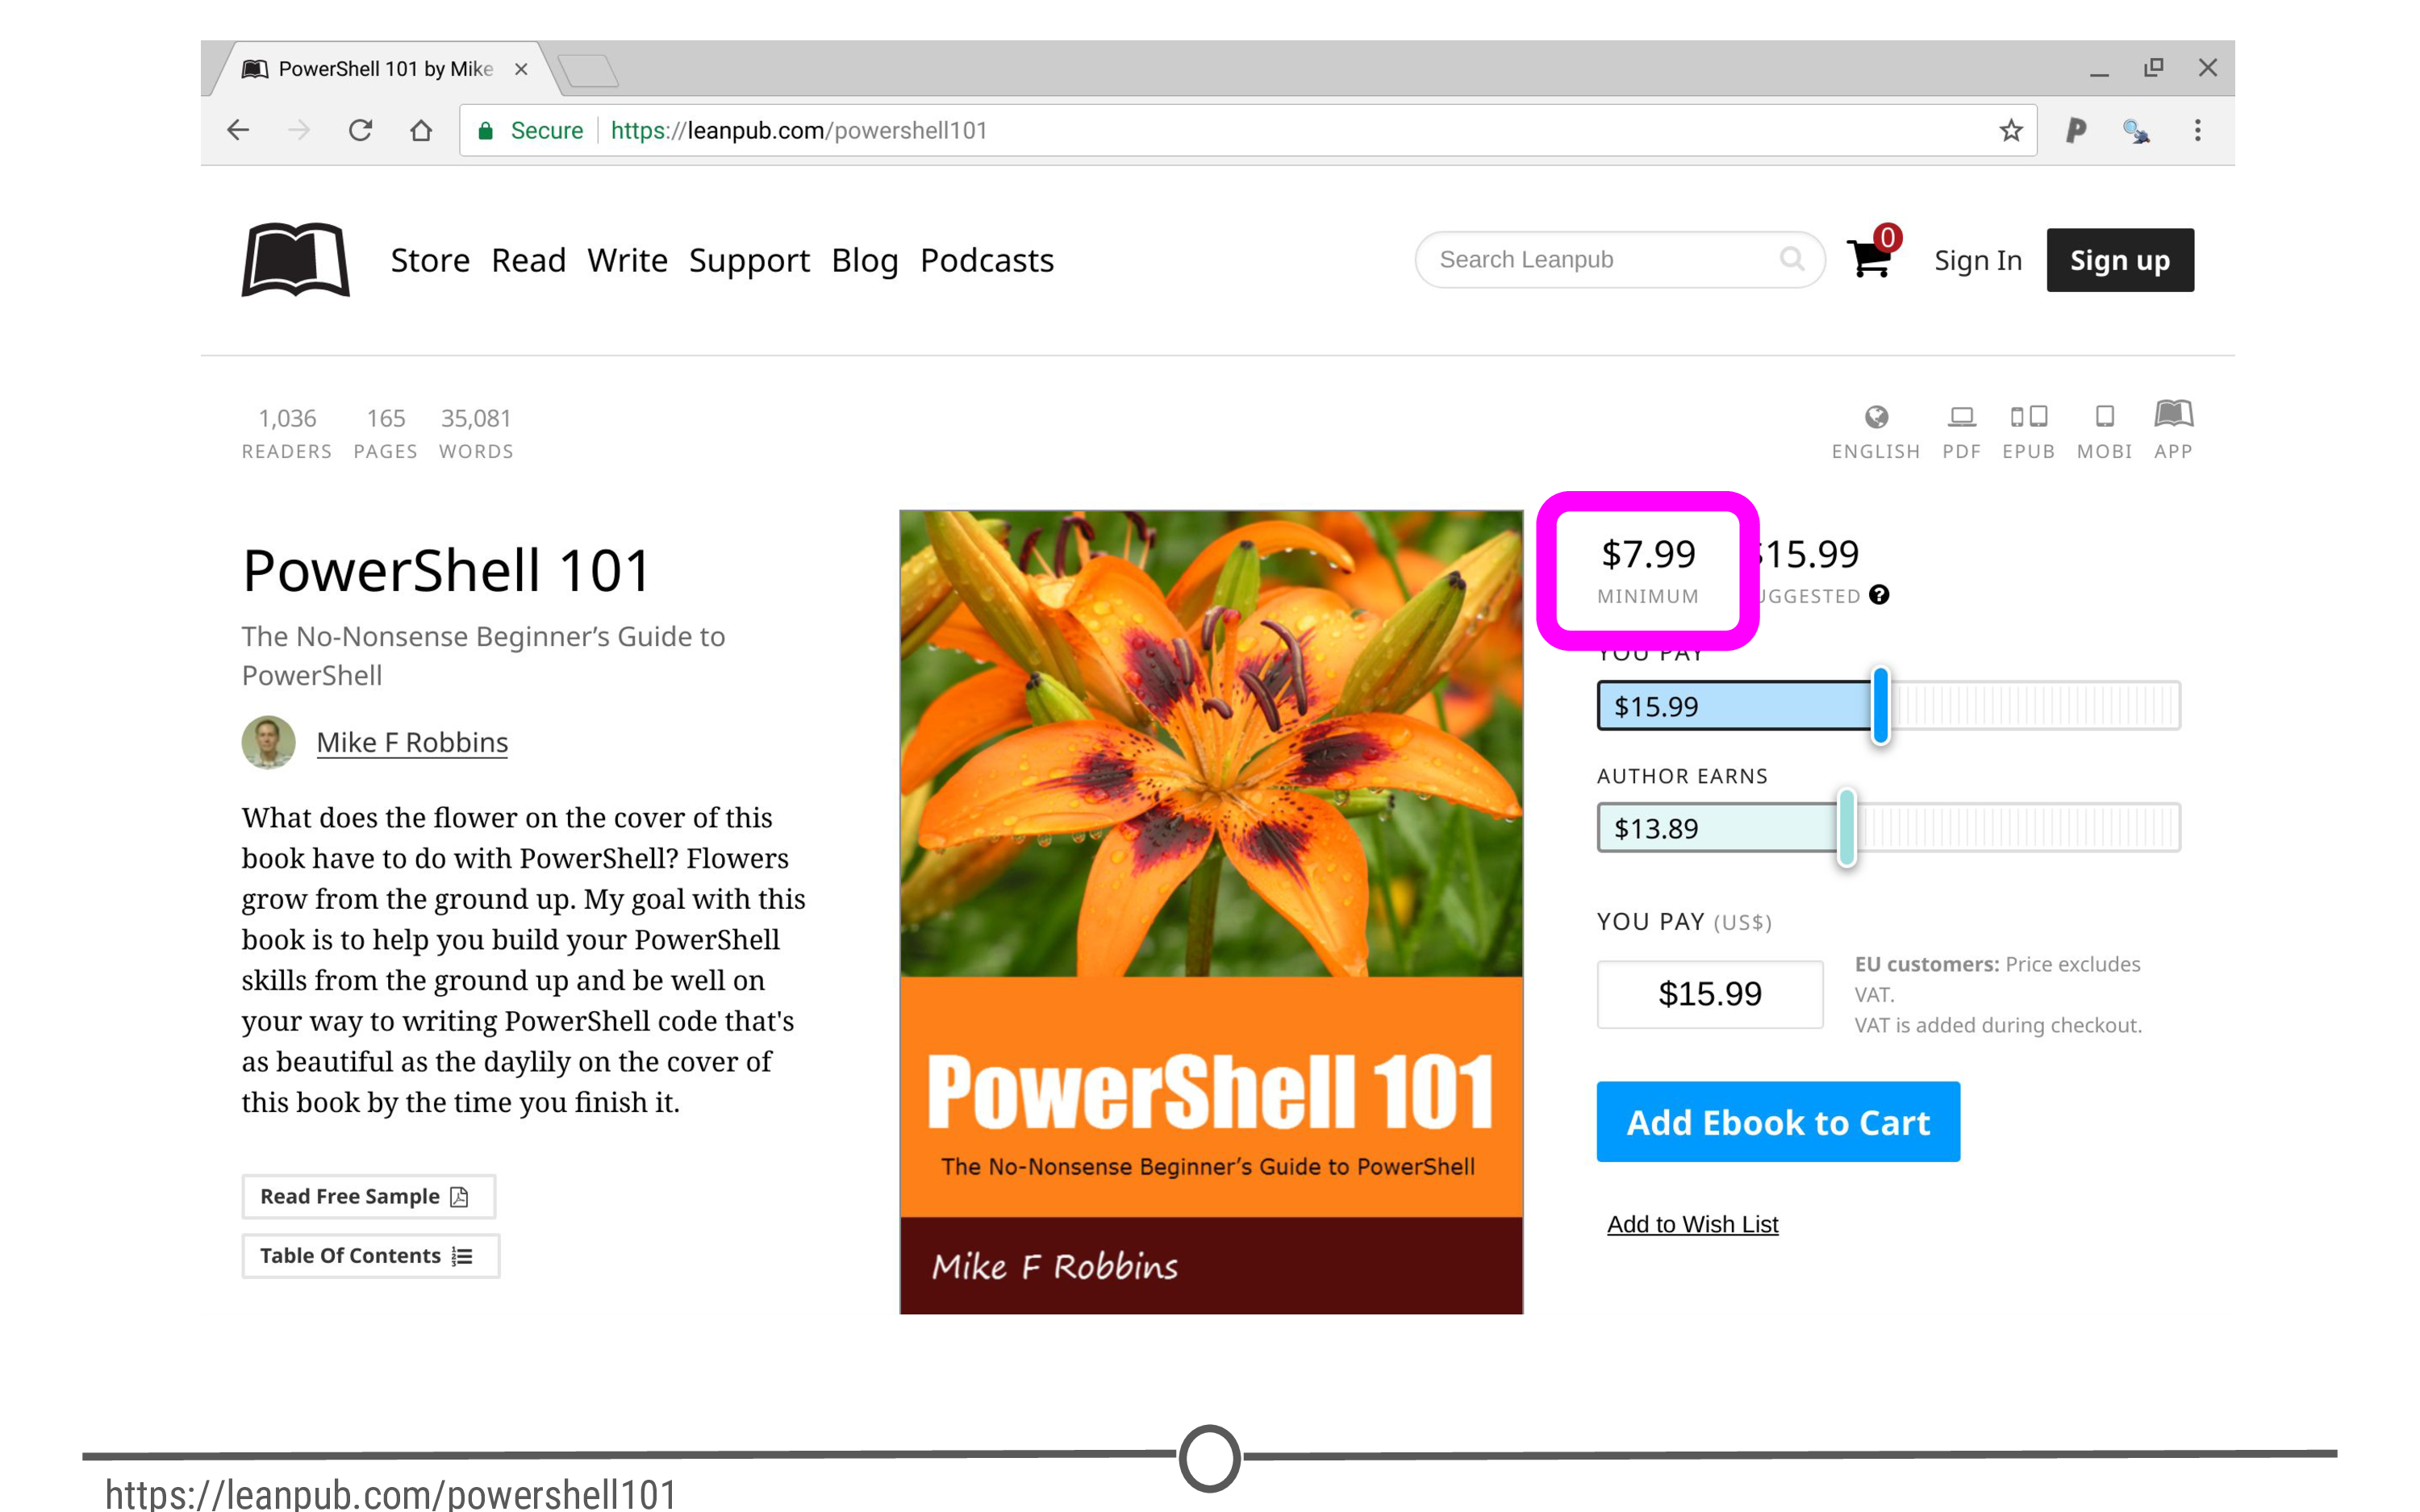 PowerShell 101 by Mike
Secure https://leanpub.com/powershell101
Store Read Write Support Blog Podcasts
Search Leanpub
0
Sign In
Sign up
1,036 165 35,081
READERS PAGES WORDS
ENGLISH PDF EPUB MOBI APP
PowerShell 101
The No-Nonsense Beginner’s Guide to
PowerShell
Mike F Robbins
What does the flower on the cover of this
book have to do with PowerShell? Flowers
grow from the ground up. My goal with this
book is to help you build your PowerShell
skills from the ground up and be well on
your way to writing PowerShell code that's
as beautiful as the daylily on the cover of
this book by the time you finish it.
Read Free Sample
Table Of Contents
PowerShell 101
The No-Nonsense Beginner’s Guide to PowerShell
Mike F Robbins
$7.99 $15.99
MINIMUM UGGESTED ?
YOU PAY
$15.99
AUTHOR EARNS
$13.89
YOU PAY (US$)
$15.99
EU customers: Price excludes
VAT.
VAT is added during checkout.
Add Ebook to Cart
Add to Wish List
https://leanpub.com/powershell101